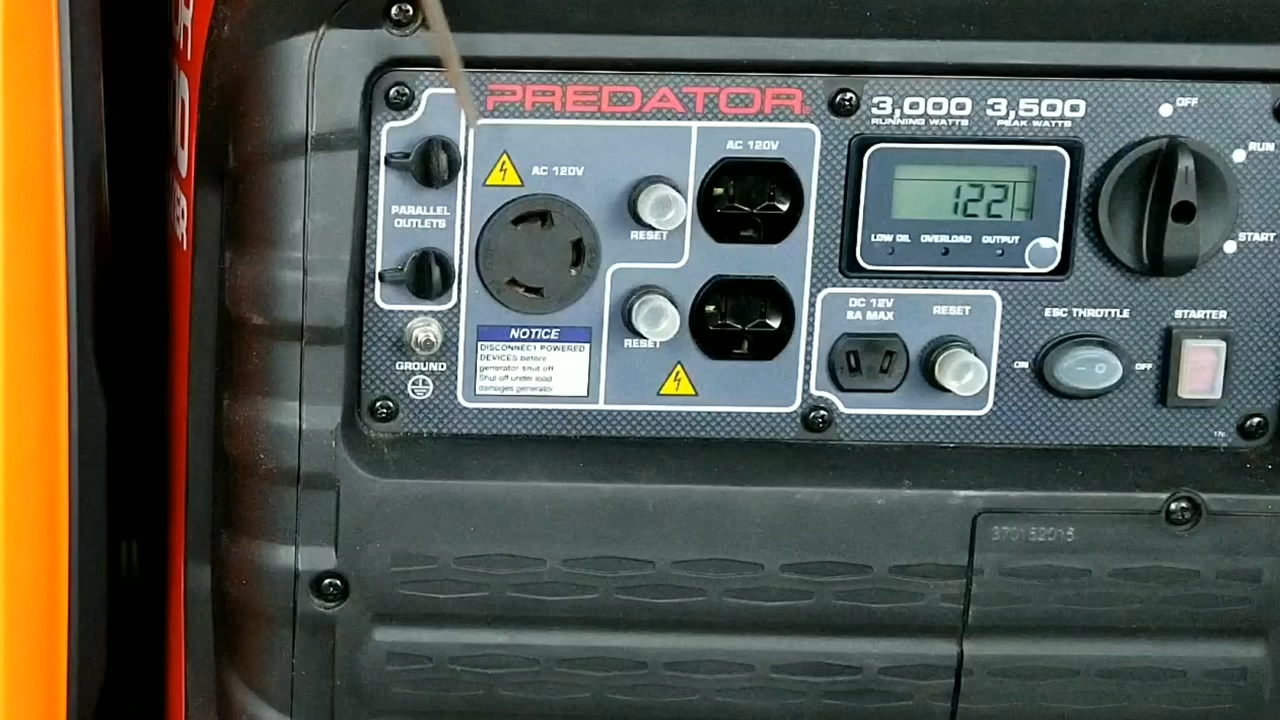 PREDATOR
3,000 3,500
RUNNING WATTS PEAK WATTS
OFF
RUN
START
AC 120V
AC 120V
PARALLEL
OUTLETS
RESET
RESET
122
LOW OIL OVERLOAD OUTPUT
GROUND
NOTICE
DISCONNECT POWERED
DEVICES before
generator shut off
Shut off under load
damages generator
DC 12V
8A MAX
RESET
ESC THROTTLE
ON
OFF
STARTER
370152016